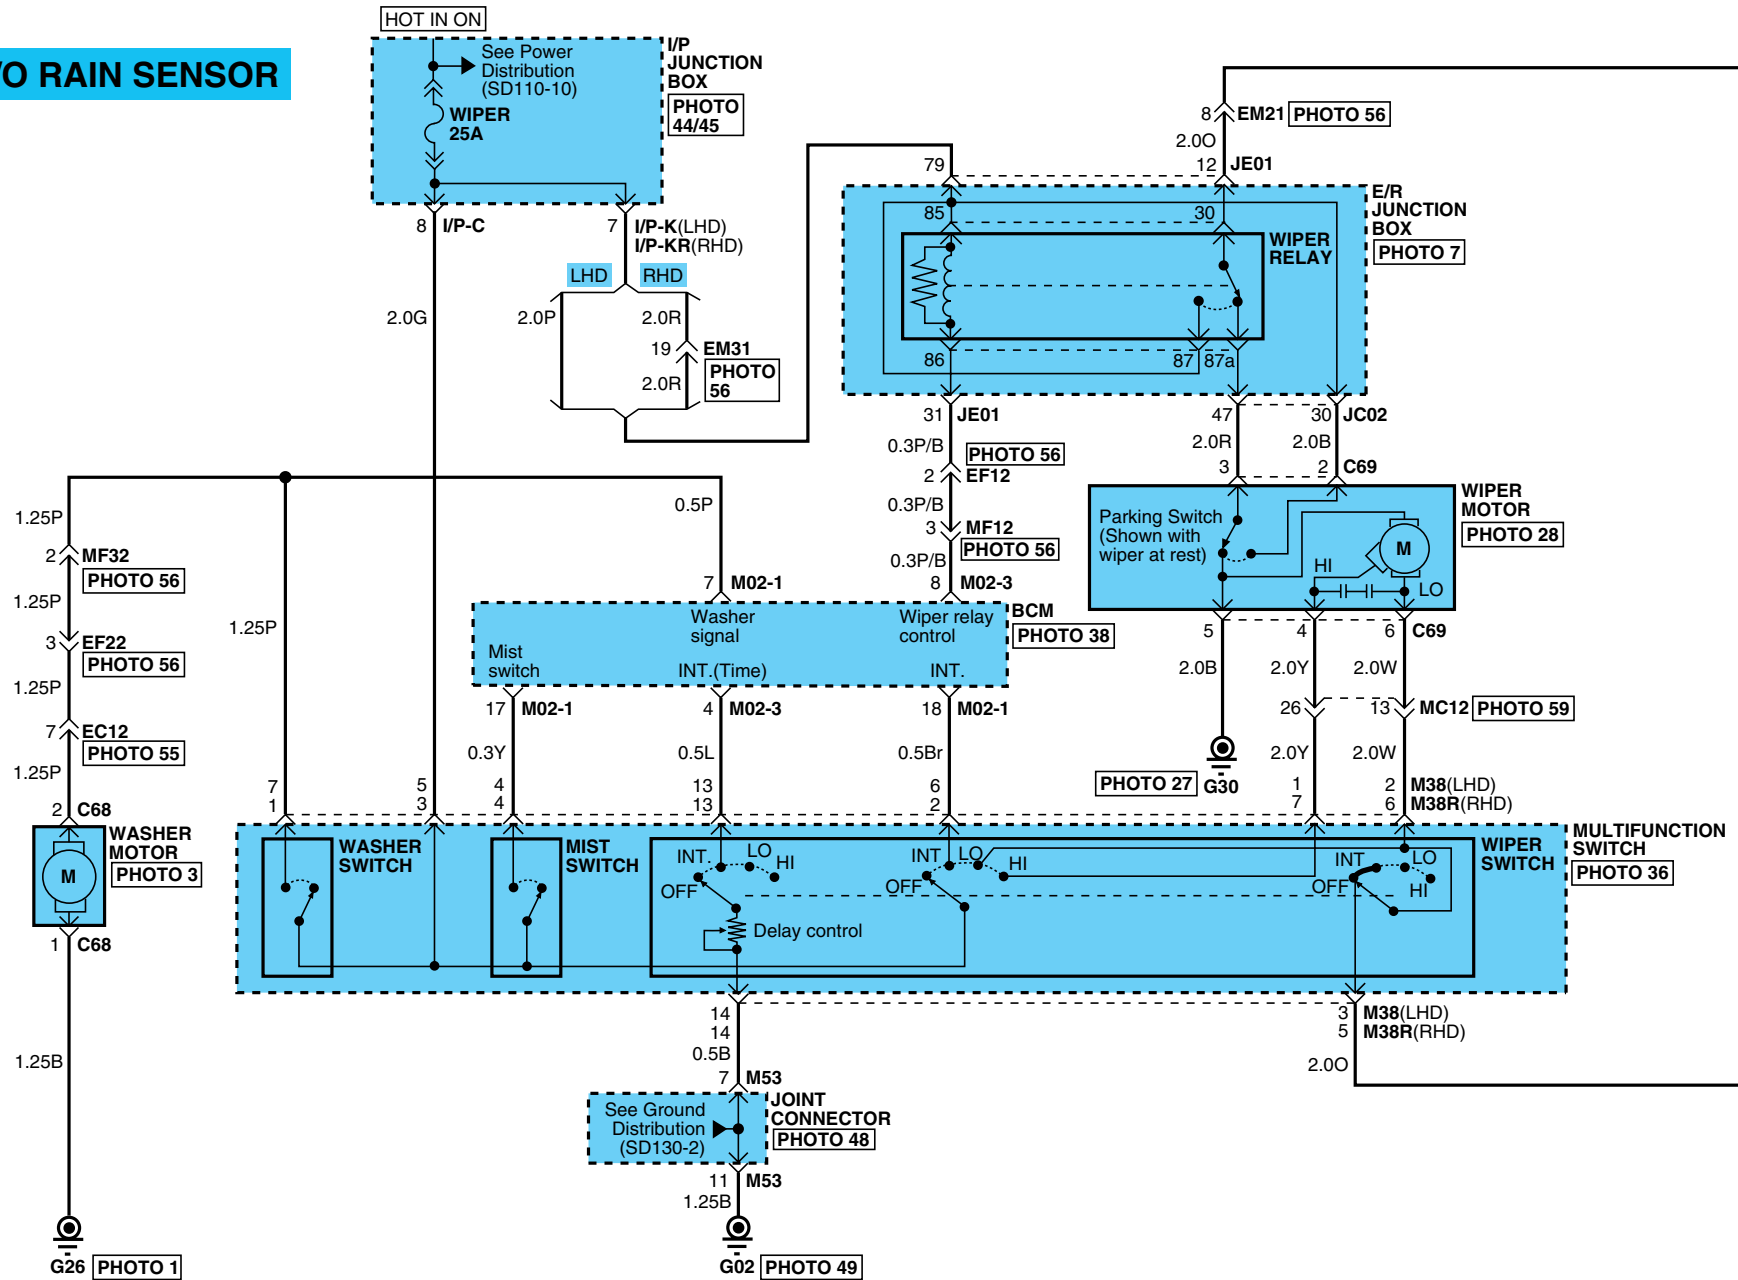 HOT IN ON
/O RAIN SENSOR
See Power
Distribution
(SD110-10)
WIPER
25A
I/P
JUNCTION
BOX
PHOTO
44/45
8 I/P-C
7 I/P-K(LHD)
I/P-KR(RHD)
LHD RHD
2.0G
2.0P
2.0R
19 EM31
PHOTO
56
2.0R
8 EM21 PHOTO 56
2.0O
79
12 JE01
E/R
JUNCTION
BOX
PHOTO 7
85
30
WIPER
RELAY
86
87 87a
31 JE01
47
30 JC02
0.3P/B
PHOTO 56
2 EF12
0.3P/B
3 MF12
PHOTO 56
0.3P/B
8 M02-3
2.0R
2.0B
3
2 C69
WIPER
MOTOR
PHOTO 28
Parking Switch
(Shown with
wiper at rest)
M
HI
LO
5
4
6 C69
2.0B
2.0Y
2.0W
26
13 MC12 PHOTO 59
2.0Y
2.0W
PHOTO 27 G30
1
7
2 M38(LHD)
6 M38R(RHD)
1.25P
2 MF32
PHOTO 56
1.25P
3 EF22
PHOTO 56
1.25P
7 EC12
PHOTO 55
1.25P
2 C68
WASHER
MOTOR
PHOTO 3
M
1 C68
1.25B
G26 PHOTO 1
1.25P
0.5P
7 M02-1
BCM
PHOTO 38
Washer
signal
Wiper relay
control
Mist
switch
INT.(Time)
INT.
17 M02-1
4 M02-3
18 M02-1
0.3Y
0.5L
0.5Br
7
1
5
3
4
4
13
13
6
2
MULTIFUNCTION
SWITCH
PHOTO 36
WASHER
SWITCH
MIST
SWITCH
WIPER
SWITCH
INT. LO HI
OFF
INT LO HI
OFF
INT LO
OFF HI
Delay control
14
14
0.5B
7 M53
3 M38(LHD)
5 M38R(RHD)
2.0O
See Ground
Distribution
(SD130-2)
JOINT
CONNECTOR
PHOTO 48
11 M53
1.25B
G02 PHOTO 49